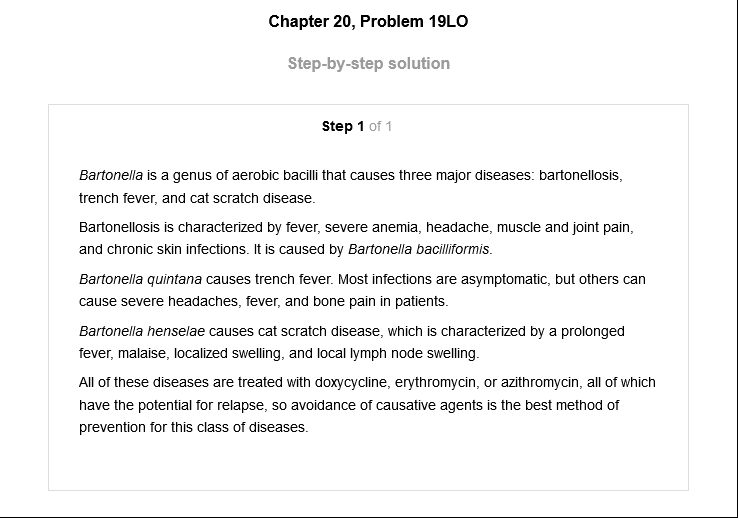 Chapter 20, Problem 19LO
Step-by-step solution
Step 1 of 1
Bartonella is a genus of aerobic bacilli that causes three major diseases: bartonellosis,
trench fever, and cat scratch disease.
Bartonellosis is characterized by fever, severe anemia, headache, muscle and joint pain,
and chronic skin infections. It is caused by Bartonella bacilliformis.
Bartonella quintana causes trench fever. Most infections are asymptomatic, but others can
cause severe headaches, fever, and bone pain in patients.
Bartonella henselae causes cat scratch disease, which is characterized by a prolonged
fever, malaise, localized swelling, and local lymph node swelling.
All of these diseases are treated with doxycycline, erythromycin, or azithromycin, all of which
have the potential for relapse, so avoidance of causative agents is the best method of
prevention for this class of diseases.